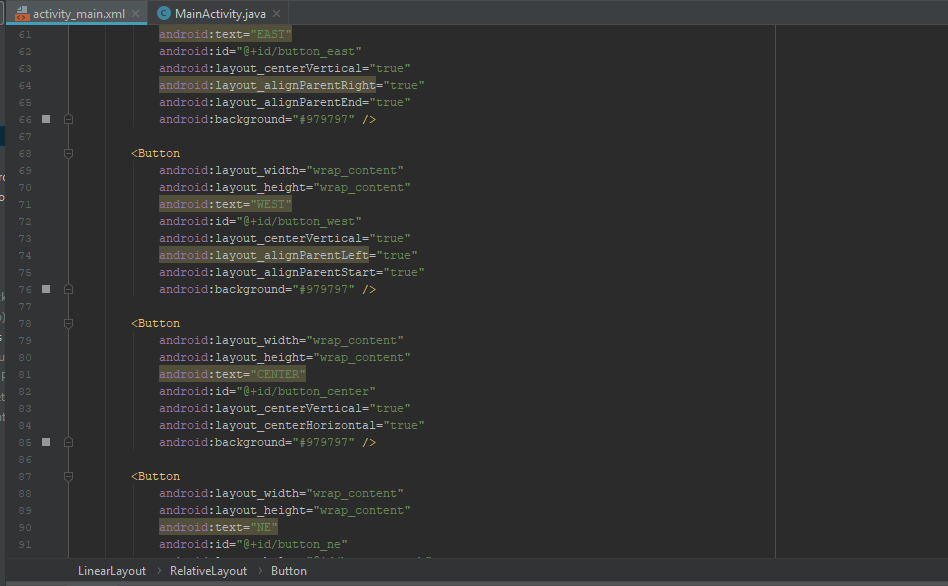 activity_main.xml MainActivity.java
61 android:text="EAST"
62 android:id="@+id/button_east"
63 android:layout_centerVertical="true"
64 android:layout_alignParentRight="true"
65 android:layout_alignParentEnd="true"
66 android:background="#979797" />
67
68 <Button
69 android:layout_width="wrap_content"
70 android:layout_height="wrap_content"
71 android:text="WEST"
72 android:id="@+id/button_west"
73 android:layout_centerVertical="true"
74 android:layout_alignParentLeft="true"
75 android:layout_alignParentStart="true"
76 android:background="#979797" />
77
78 <Button
79 android:layout_width="wrap_content"
80 android:layout_height="wrap_content"
81 android:text="CENTER"
82 android:id="@+id/button_center"
83 android:layout_centerVertical="true"
84 android:layout_centerHorizontal="true"
85 android:background="#979797" />
86
87 <Button
88 android:layout_width="wrap_content"
89 android:layout_height="wrap_content"
90 android:text="NE"
91 android:id="@+id/button_ne"
LinearLayout RelativeLayout Button